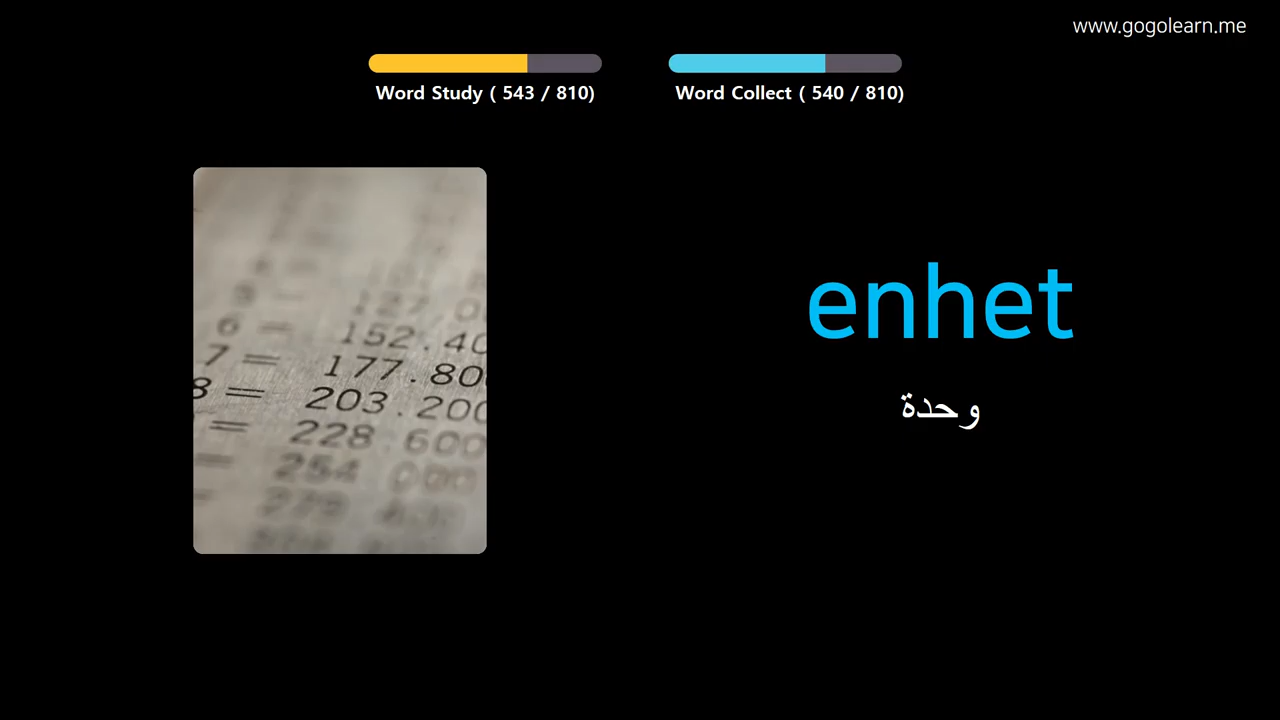 www.gogolearn.me
Word Study ( 543 / 810)
Word Collect ( 540 / 810)
6 = 152.40
7 = 177.80
8 = 203.200
= 228.600
254
enhet
وحدة